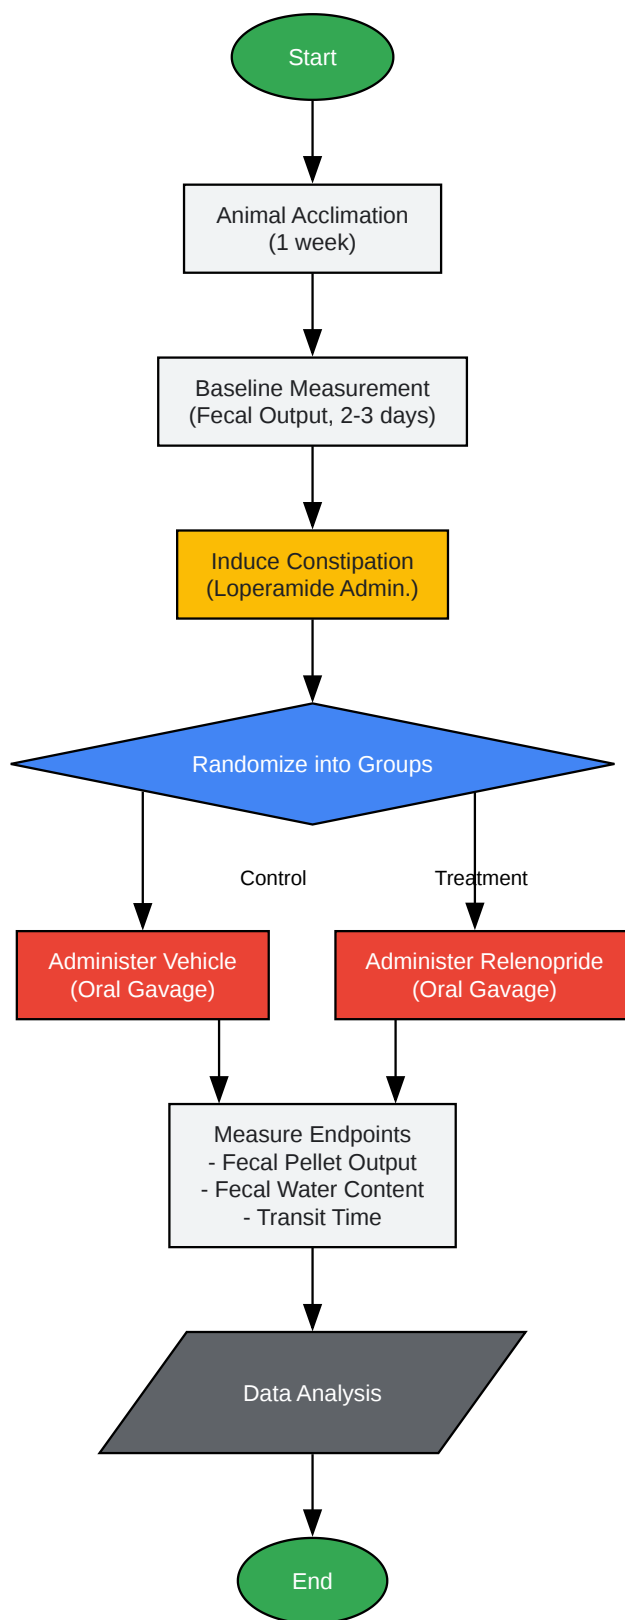 Start
Animal Acclimation
(1 week)
Baseline Measurement
(Fecal Output, 2-3 days)
Induce Constipation
(Loperamide Admin.)
Randomize into Groups
Control
Treatment
Administer Vehicle
(Oral Gavage)
Administer Relenopride
(Oral Gavage)
Measure Endpoints
- Fecal Pellet Output
- Fecal Water Content
- Transit Time
Data Analysis
End